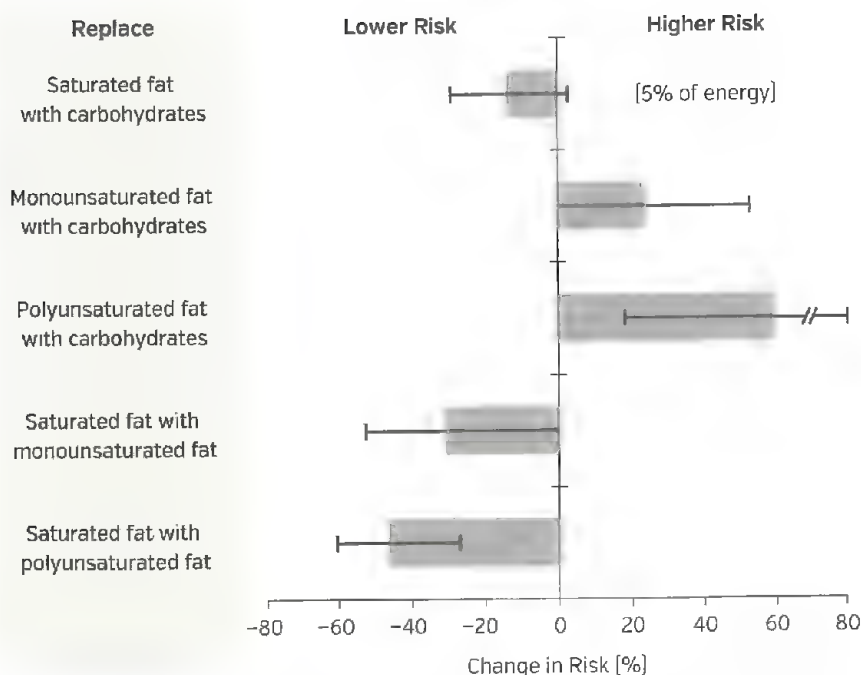 Replace
Lower Risk
Higher Risk
Saturated fat
with carbohydrates
[5% of energy]
Monounsaturated fat
with carbohydrates
Polyunsaturated fat
with carbohydrates
Saturated fat with
monounsaturated fat
Saturated fat with
polyunsaturated fat
−80 −60 −40 −20 0 20 40 60 80
Change in Risk [%]